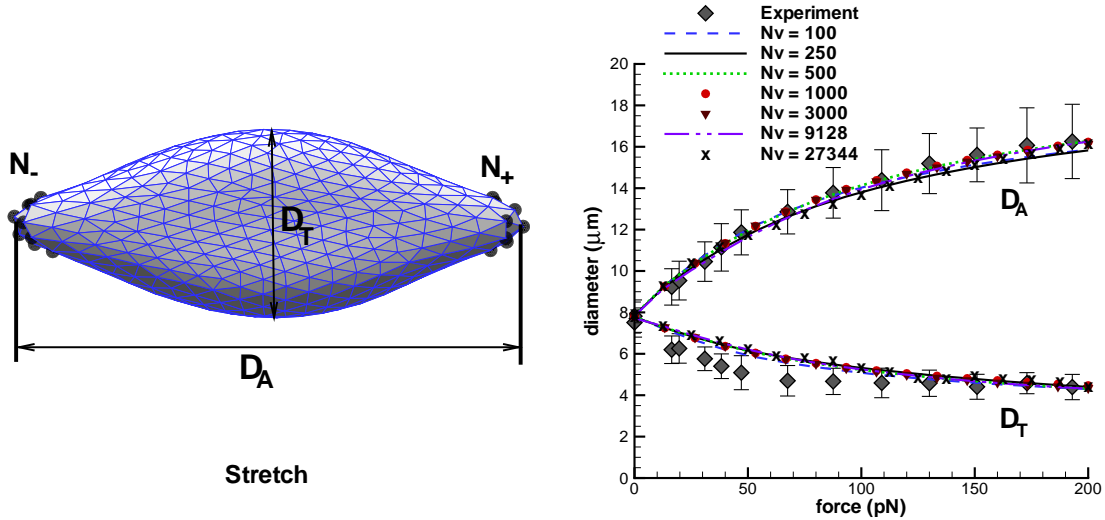 N-
N+
DT
DA
Stretch
Experiment
Nv = 100
Nv = 250
Nv = 500
Nv = 1000
Nv = 3000
Nv = 9128
Nv = 27344
diameter (μm)
20
18
16
14
12
10
8
6
4
2
0
DA
DT
0 50 100 150 200
force (pN)